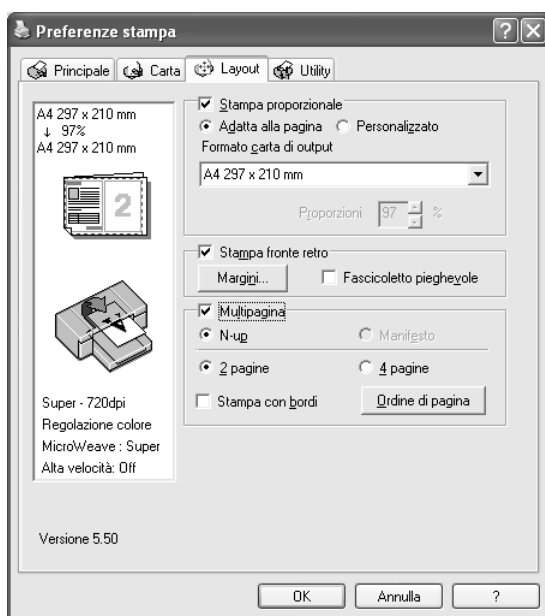 Preferenze stampa
Principale Carta Layout Utility
A4 297 x 210 mm
↓ 97%
A4 297 x 210 mm
2
Super - 720dpi
Regolazione colore
MicroWeave : Super
Alta velocità: Off
Stampa proporzionale
Adatta alla pagina Personalizzato
Formato carta di output
A4 297 x 210 mm
Proporzioni 97 %
Stampa fronte retro
Margini... Fascicoletto pieghevole
Multipagina
N-up Manifesto
2 pagine 4 pagine
Stampa con bordi Ordine di pagina
Versione 5.50
OK Annulla ?